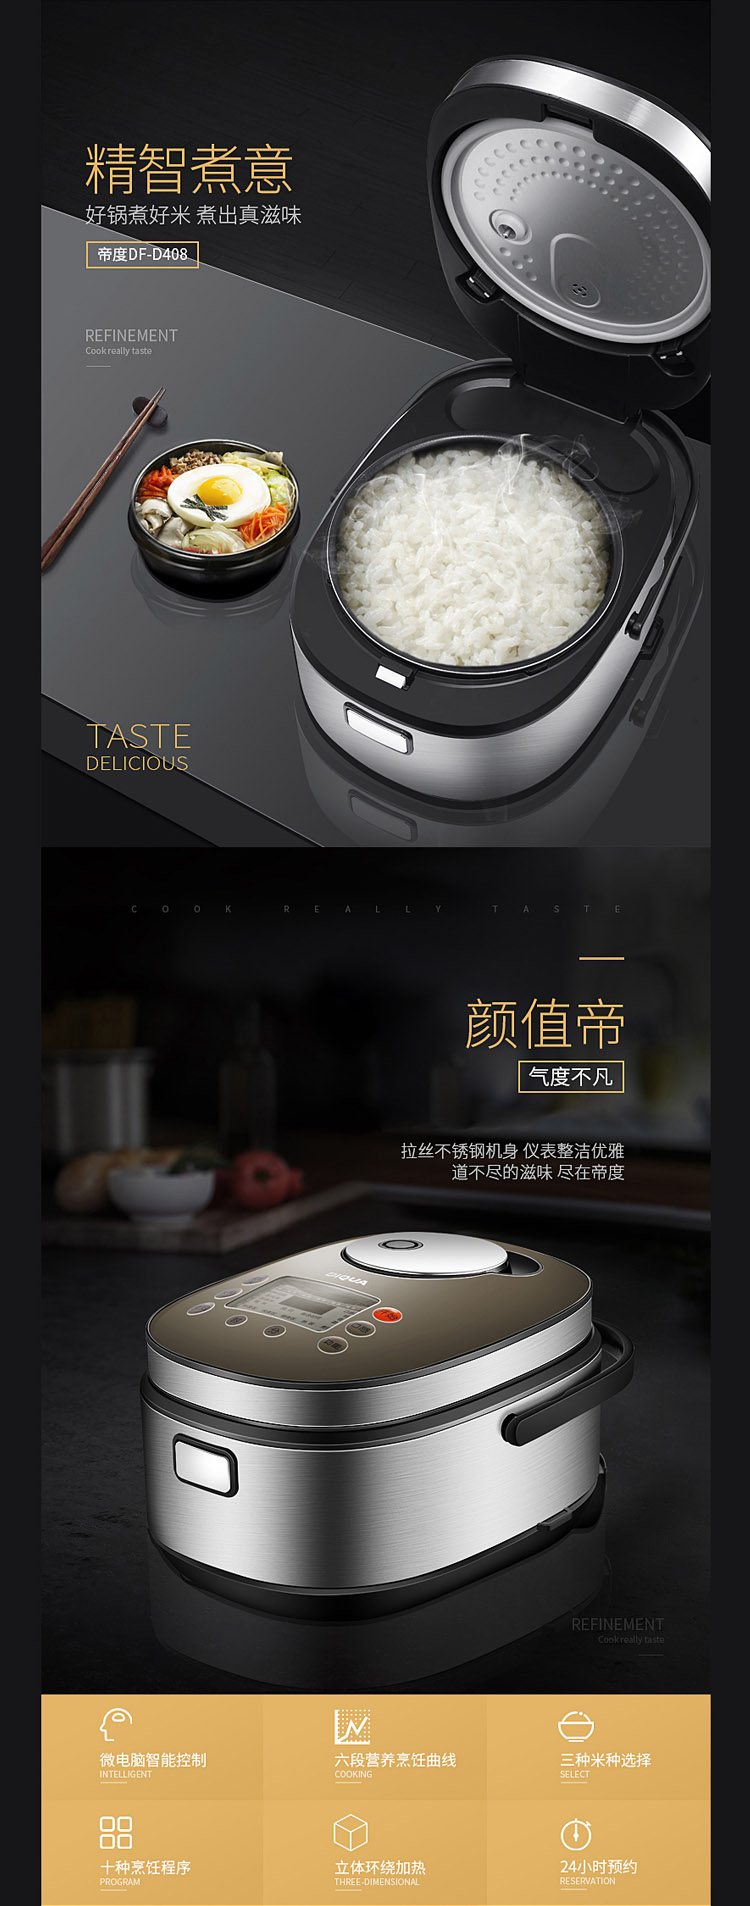 精智煮意
好锅煮好米 煮出真滋味
帝度DF-D408
REFINEMENT
Cook really taste
TASTE
DELICIOUS
COOK REALLY TASTE
颜值帝
气度不凡
拉丝不锈钢机身 仪表整洁优雅
道不尽的滋味 尽在帝度
DIQUA
REFINEMENT
Cook really taste
微电脑智能控制
INTELLIGENT
六段营养烹饪曲线
COOKING
三种米种选择
SELECT
十种烹饪程序
PROGRAM
立体环绕加热
THREE-DIMENSIONAL
24小时预约
RESERVATION